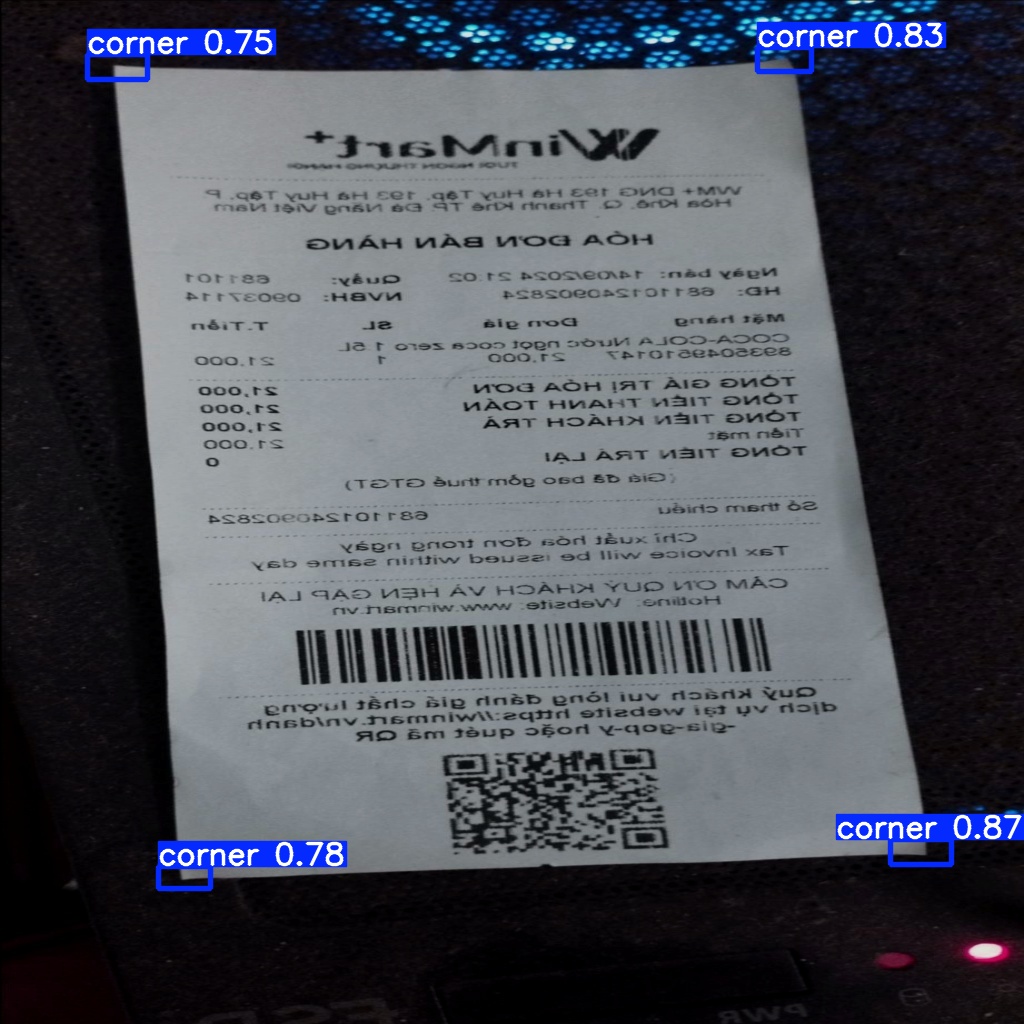 corner 0.75
corner 0.83
WinMart+
TƯƠI NGON THƯỢNG HẠNG
WM+ DNG 193 Hà Huy Tập, 193 Hà Huy Tập, P.
Hòa Khê, Q. Thanh Khê TP. Đà Nẵng Việt Nam
HÓA ĐƠN BÁN HÀNG
Ngày bán: 14/09/2024 21:02 Quầy: 681101
HD: 681101240902824 NVBH: 09037114
Mặt hàng Đơn giá SL T.Tiền
COCA-COLA Nước ngọt coca zero 1.5L
8935049510147 21,000 1 21,000
TỔNG GIÁ TRỊ HÓA ĐƠN 21,000
TỔNG TIỀN THANH TOÁN 21,000
TỔNG TIỀN KHÁCH TRẢ 21,000
Tiền mặt 21,000
TỔNG TIỀN TRẢ LẠI 0
(Giá đã bao gồm thuế GTGT)
Số tham chiếu 681101240902824
Chỉ xuất hóa đơn trong ngày
Tax Invoice will be issued within same day
CẢM ƠN QUÝ KHÁCH VÀ HẸN GẶP LẠI
Hotline: Website: www.winmart.vn
Quý khách vui lòng đánh giá chất lượng
dịch vụ tại website https://winmart.vn/danh
-gia-gop-y hoặc quét mã QR
corner 0.78
corner 0.87
PWR